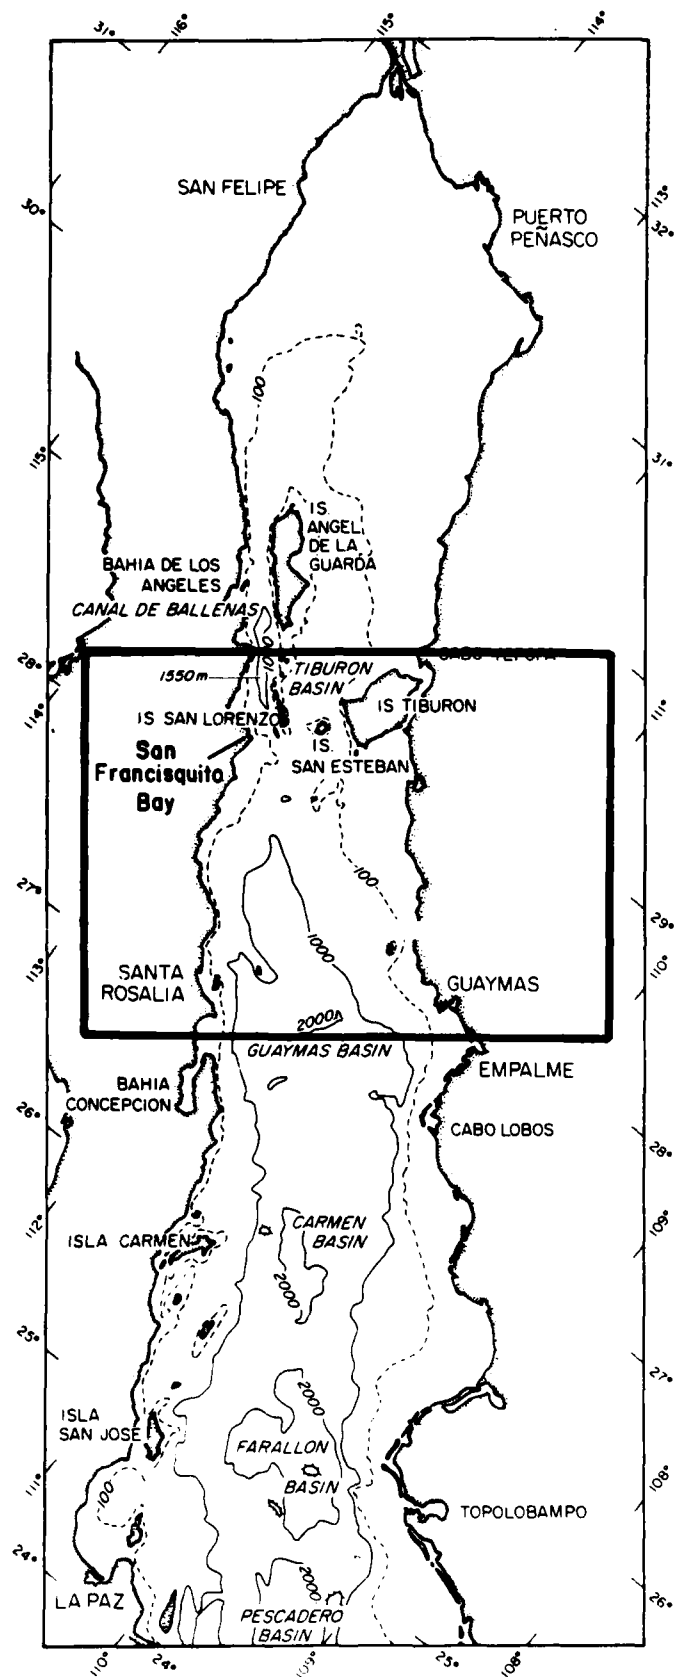 31°
116°
115°
114°
SAN FELIPE
30°
113°
32°
PUERTO
PEÑASCO
100
115°
31°
IS.
ANGEL
DE LA
GUARDA
BAHIA DE LOS
ANGELES
CANAL DE BALLENAS
28°
TIBURON
BASIN
1550m
114°
111°
IS TIBURON
IS SAN LORENZO
IS.
SAN ESTEBAN
San
Francisquito
Bay
100
27°
29°
1000
113°
110°
SANTA
ROSALIA
GUAYMAS
2000
GUAYMAS BASIN
EMPALME
BAHIA
CONCEPCION
26°
CABO LOBOS
28°
112°
109°
CARMEN
BASIN
ISLA CARMEN
2000
25°
27°
2000
ISLA
SAN JOSE
FARALLON
BASIN
111°
108°
100
TOPOLOBAMPO
24°
2000
LA PAZ
26°
PESCADERO
BASIN
110°
24°
109°
25°
108°